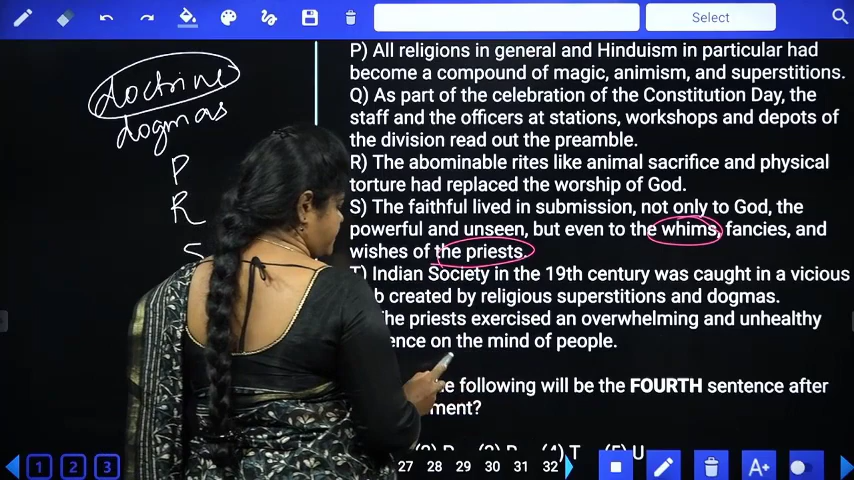 Select
doctrine
dogmas
P
R
S
P) All religions in general and Hinduism in particular had
become a compound of magic, animism, and superstitions.
Q) As part of the celebration of the Constitution Day, the
staff and the officers at stations, workshops and depots of
the division read out the preamble.
R) The abominable rites like animal sacrifice and physical
torture had replaced the worship of God.
S) The faithful lived in submission, not only to God, the
powerful and unseen, but even to the whims, fancies, and
wishes of the priests.
T) Indian Society in the 19th century was caught in a vicious
created by religious superstitions and dogmas.
he priests exercised an overwhelming and unhealthy
ence on the mind of people.
e following will be the FOURTH sentence after
ment?
(4) T (5) U
1 2 3 27 28 29 30 31 32 A+